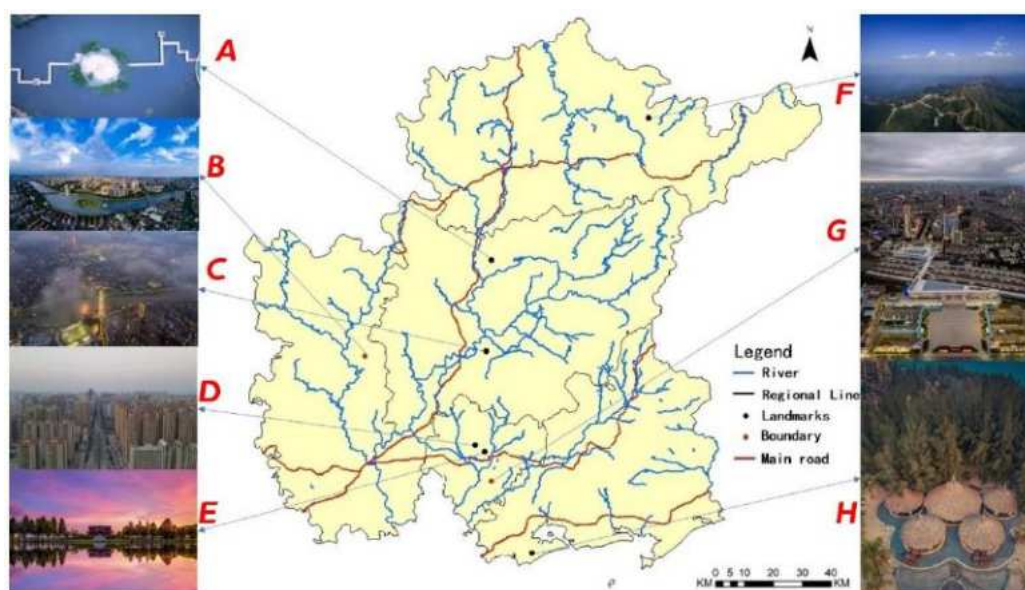 A
B
C
D
E
N
F
G
H
Legend
River
Regional Line
Landmarks
Boundary
Main road
0 5 10 20 30 40
KM KM